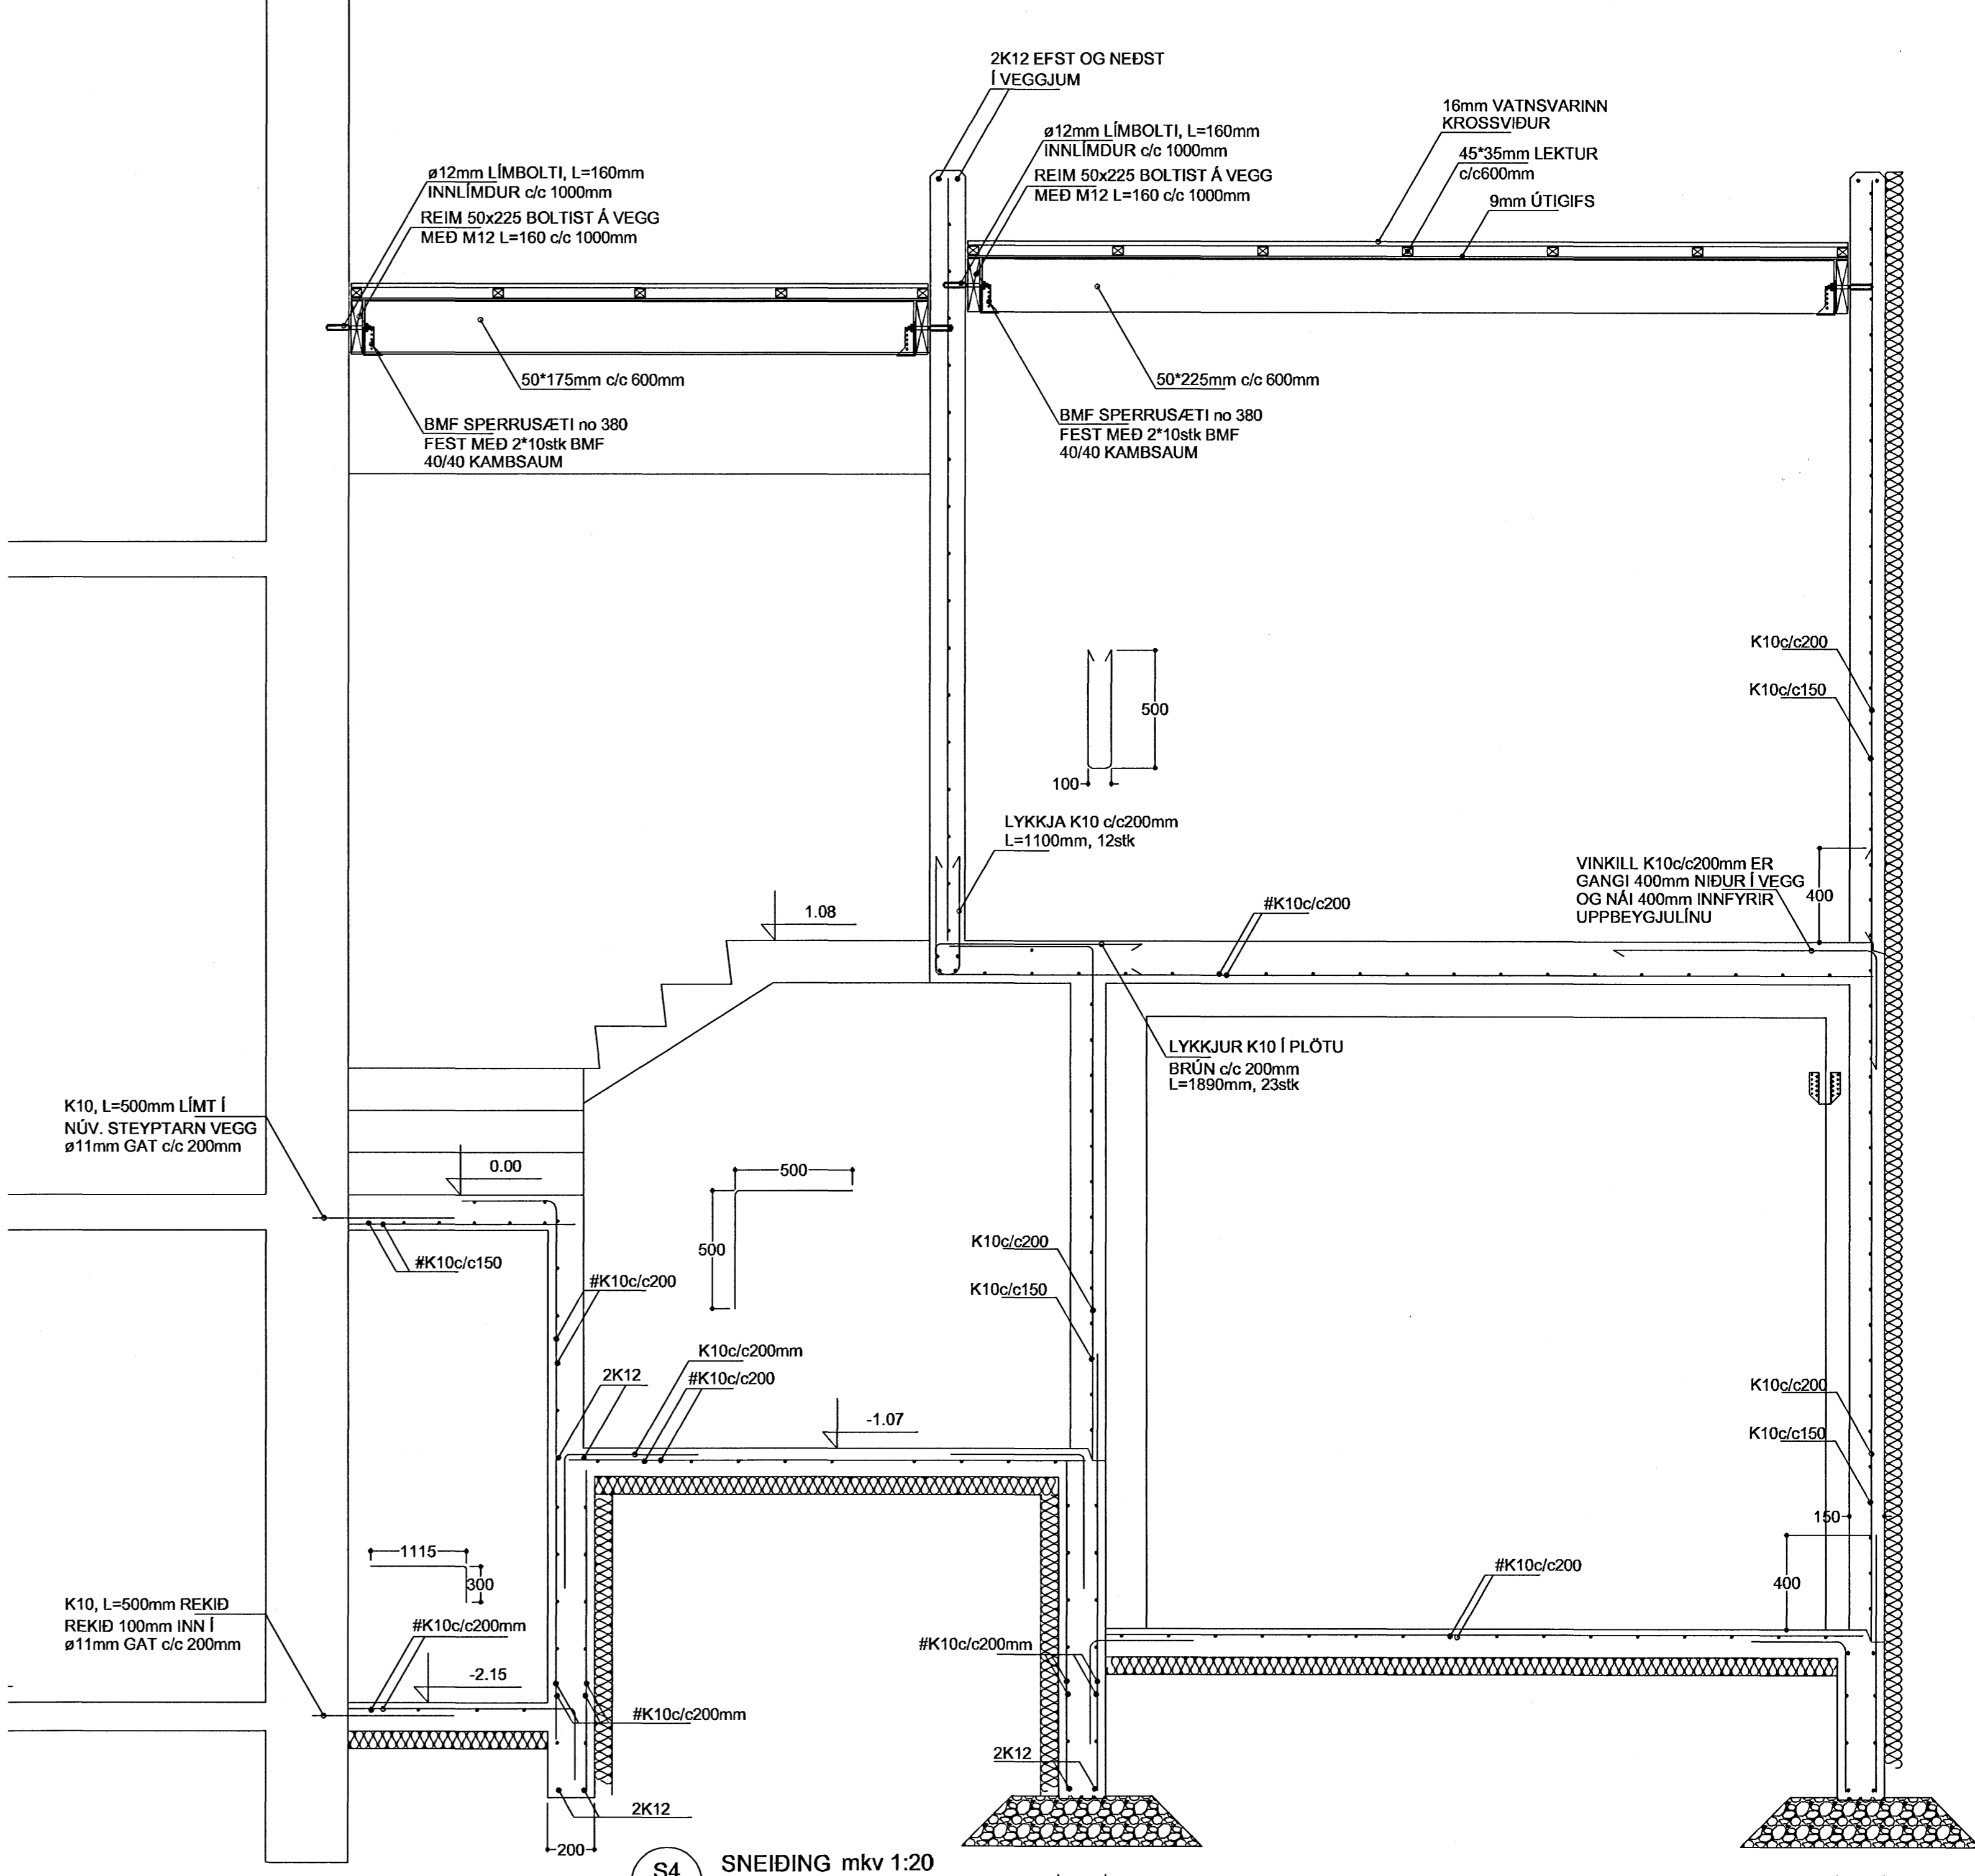 2K12 EFST OG NEÐST
Í VEGGJUM
16mm VATNSVARINN
KROSSVIÐUR
ø12mm LÍMBOLTI, L=160mm
INNLÍMDUR c/c 1000mm
45*35mm LEKTUR
c/c600mm
ø12mm LÍMBOLTI, L=160mm
INNLÍMDUR c/c 1000mm
REIM 50x225 BOLTIST Á VEGG
MEÐ M12 L=160 c/c 1000mm
9mm ÚTIGIFS
REIM 50x225 BOLTIST Á VEGG
MEÐ M12 L=160 c/c 1000mm
50*175mm c/c 600mm
50*225mm c/c 600mm
BMF SPERRUSÆTI no 380
FEST MEÐ 2*10stk BMF
40/40 KAMBSAUM
BMF SPERRUSÆTI no 380
FEST MEÐ 2*10stk BMF
40/40 KAMBSAUM
K10c/c200
K10c/c150
500
100
LYKKJA K10 c/c200mm
L=1100mm, 12stk
VINKILL K10c/c200mm ER
GANGI 400mm NIÐUR Í VEGG
OG NÁI 400mm INNFYRIR
UPPBEYGJULÍNU
400
1.08
#K10c/c200
LYKKJUR K10 Í PLÖTU
BRÚN c/c 200mm
L=1890mm, 23stk
K10, L=500mm LÍMT Í
NÚV. STEYPTARN VEGG
ø11mm GAT c/c 200mm
0.00
500
500
#K10c/c150
#K10c/c200
K10c/c200
K10c/c150
K10c/c200mm
#K10c/c200
2K12
-1.07
K10c/c200
K10c/c150
150
1115
300
#K10c/c200
400
K10, L=500mm REKIÐ
REKIÐ 100mm INN Í
ø11mm GAT c/c 200mm
#K10c/c200mm
-2.15
#K10c/c200mm
#K10c/c200mm
2K12
2K12
200
S4
SNEIÐING mkv 1:20